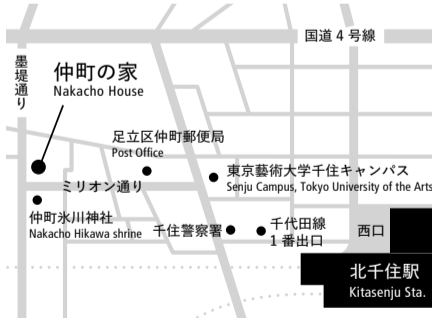 国道 4 号線
墨堤通り
仲町の家
Nakacho House
足立区仲町郵便局
Post Office
東京藝術大学千住キャンパス
Senju Campus, Tokyo University of the Arts
ミリオン通り
仲町氷川神社
Nakacho Hikawa shrine
千住警察署
千代田線
1 番出口
西口
北千住駅
Kitasenju Sta.